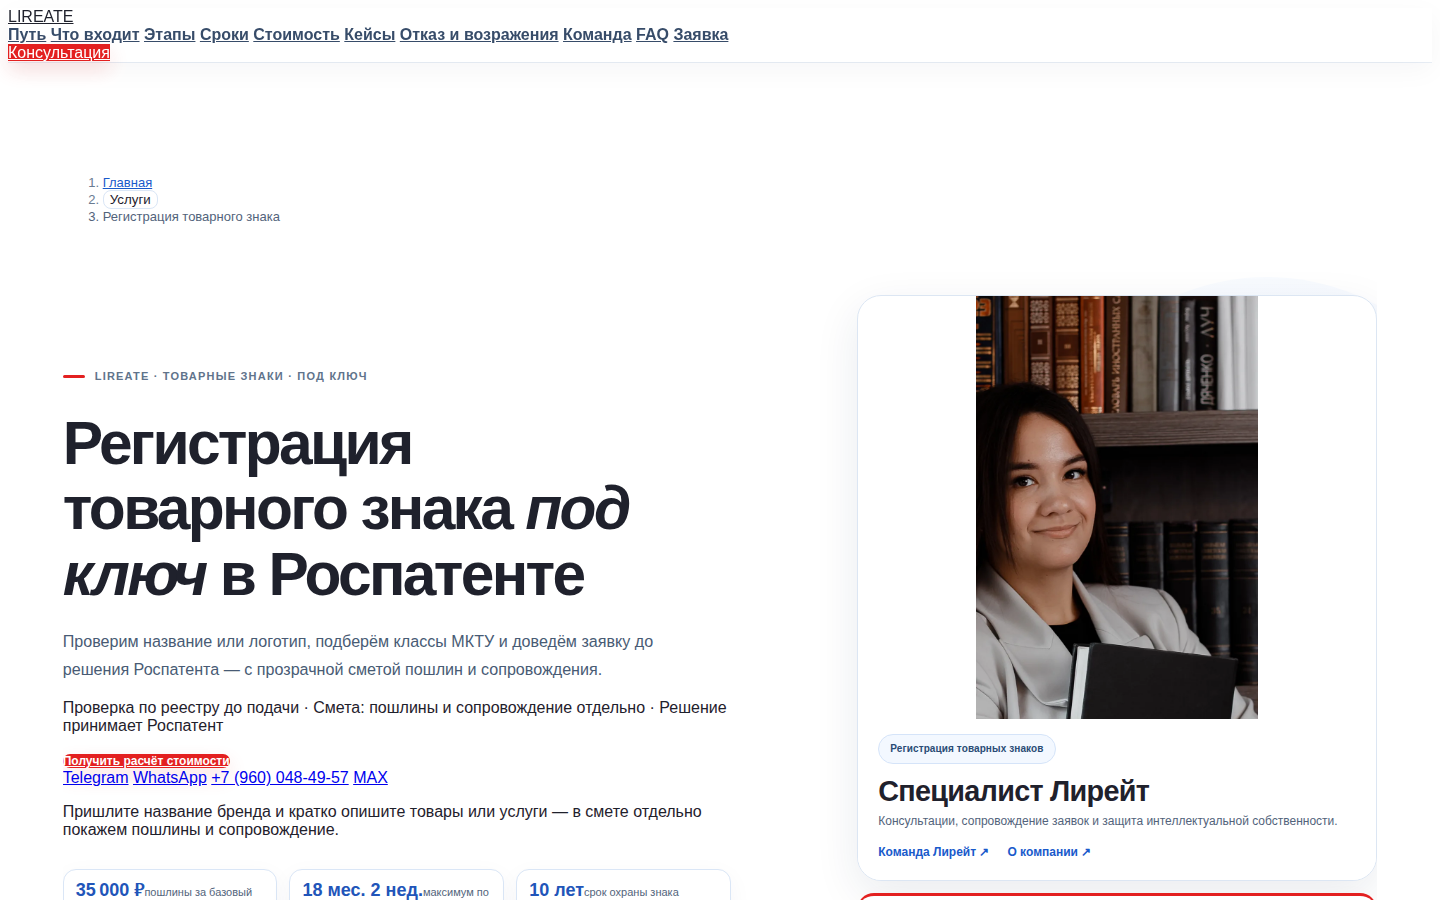 LIREATE
Путь Что входит Этапы Сроки Стоимость Кейсы Отказ и возражения Команда FAQ Заявка
Консультация
1. Главная
2. Услуги
3. Регистрация товарного знака
LIREATE · ТОВАРНЫЕ ЗНАКИ · ПОД КЛЮЧ
Регистрация
товарного знака под
ключ в Роспатенте
Проверим название или логотип, подберём классы МКТУ и доведём заявку до
решения Роспатента — с прозрачной сметой пошлин и сопровождения.
Проверка по реестру до подачи · Смета: пошлины и сопровождение отдельно · Решение
принимает Роспатент
Получить расчёт стоимости
Telegram WhatsApp +7 (960) 048-49-57 MAX
Пришлите название бренда и кратко опишите товары или услуги — в смете отдельно
покажем пошлины и сопровождение.
35 000 ₽ пошлины за базовый
18 мес. 2 нед. максимум по
10 лет срок охраны знака
Регистрация товарных знаков
Специалист Лирейт
Консультации, сопровождение заявок и защита интеллектуальной собственности.
Команда Лирейт ↗ О компании ↗